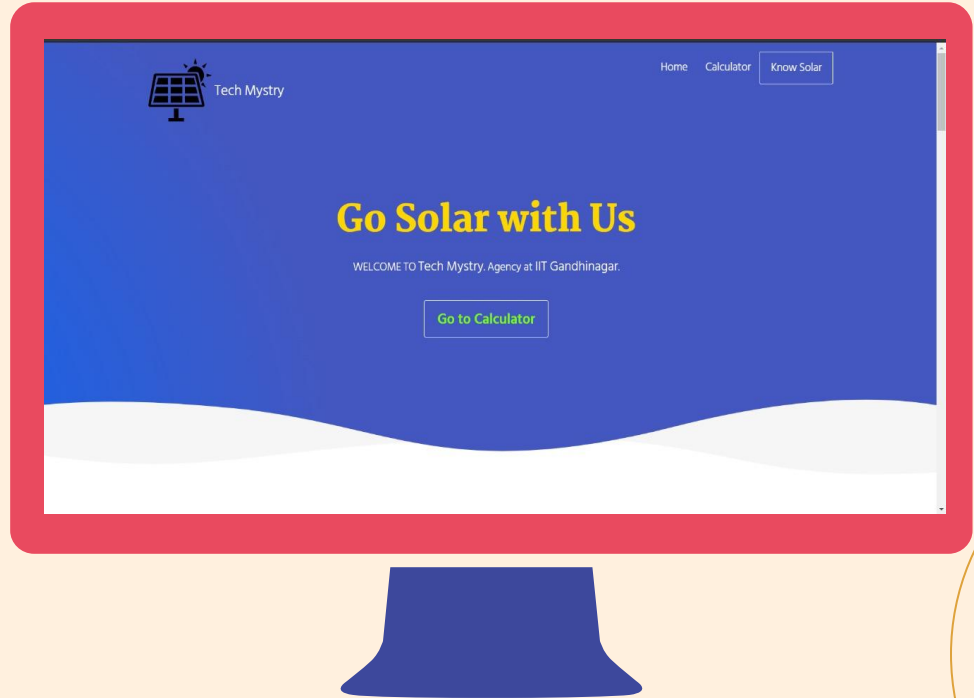 Tech Mystry
Home Calculator Know Solar
Go Solar with Us
WELCOME TO Tech Mystry. Agency at IIT Gandhinagar.
Go to Calculator